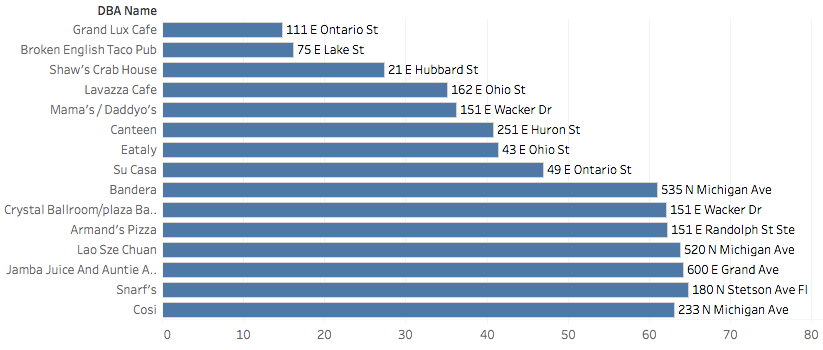 DBA Name
Grand Lux Cafe 111 E Ontario St
Broken English Taco Pub 75 E Lake St
Shaw's Crab House 21 E Hubbard St
Lavazza Cafe 162 E Ohio St
Mama's / Daddyo's 151 E Wacker Dr
Canteen 251 E Huron St
Eataly 43 E Ohio St
Su Casa 49 E Ontario St
Bandera 535 N Michigan Ave
Crystal Ballroom/plaza Ba.. 151 E Wacker Dr
Armand's Pizza 151 E Randolph St Ste
Lao Sze Chuan 520 N Michigan Ave
Jamba Juice And Auntie A.. 600 E Grand Ave
Snarf's 180 N Stetson Ave Fl
Cosi 233 N Michigan Ave
0 10 20 30 40 50 60 70 80